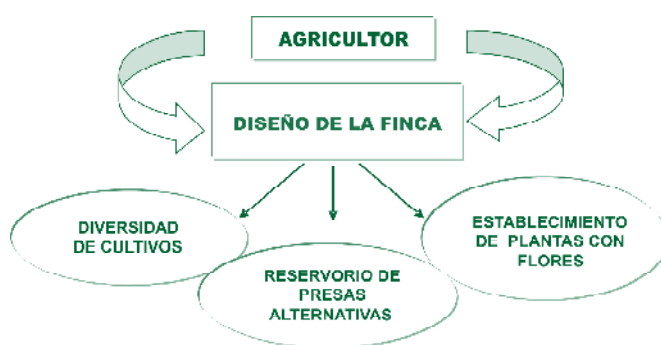 AGRICULTOR
DISEÑO DE LA FINCA
DIVERSIDAD
DE CULTIVOS
RESERVORIO DE
PRESAS
ALTERNATIVAS
ESTABLECIMIENTO
DE PLANTAS CON
FLORES